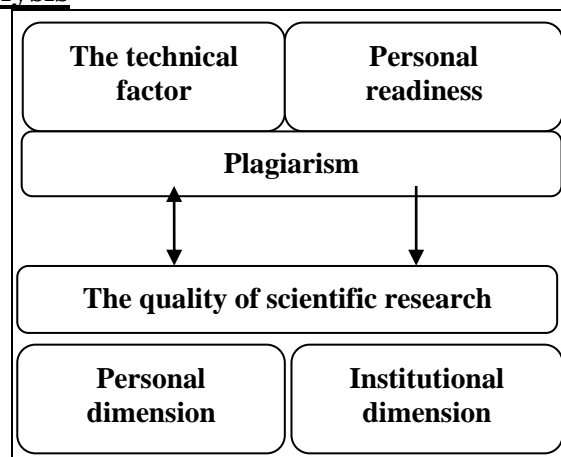 The technical
factor
Personal
readiness
Plagiarism
The quality of scientific research
Personal
dimension
Institutional
dimension